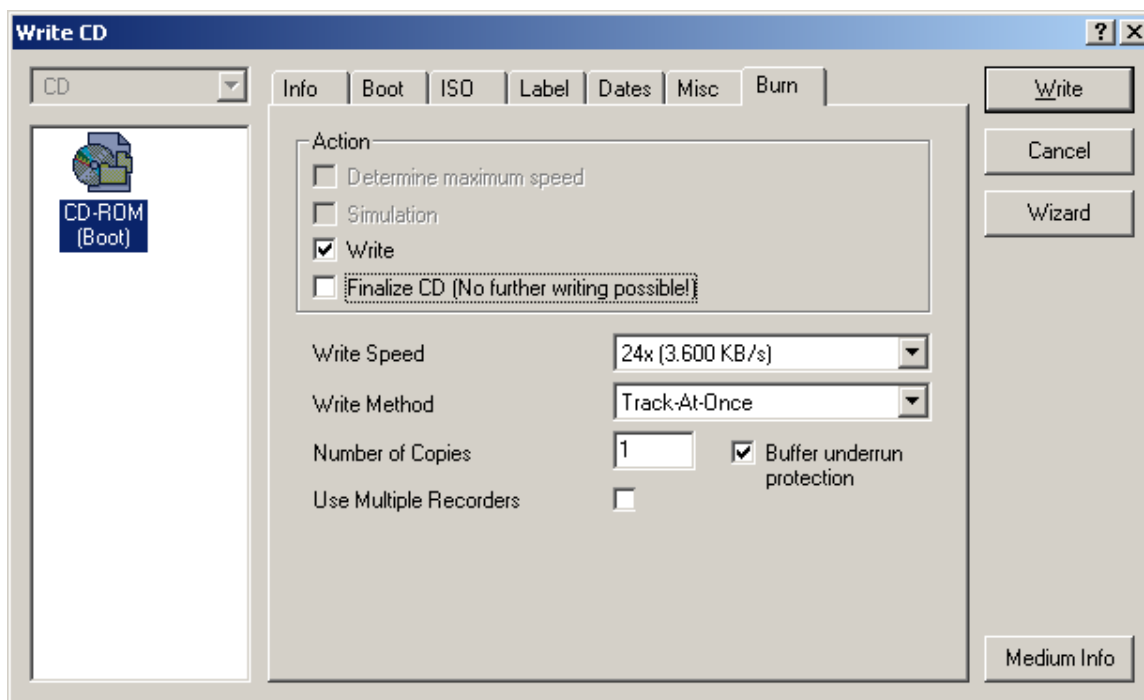 Write CD
CD
CD-ROM
(Boot)
Info Boot ISO Label Dates Misc Burn
Action
Determine maximum speed
Simulation
Write
Finalize CD (No further writing possible!)
Write Speed 24x (3.600 KB/s)
Write Method Track-At-Once
Number of Copies 1 Buffer underrun
protection
Use Multiple Recorders
Write
Cancel
Wizard
Medium Info